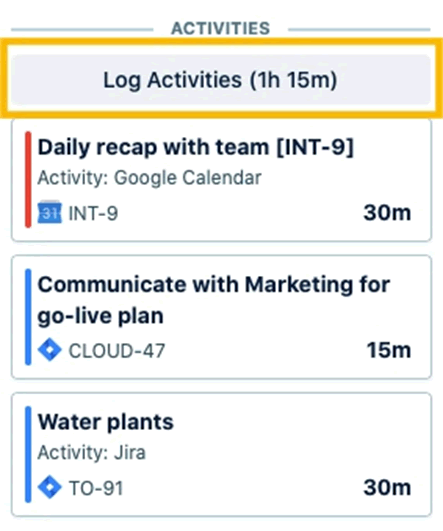 ACTIVITIES
Log Activities (1h 15m)
Daily recap with team [INT-9]
Activity: Google Calendar
31 INT-9 30m
Communicate with Marketing for
go-live plan
CLOUD-47 15m
Water plants
Activity: Jira
TO-91 30m